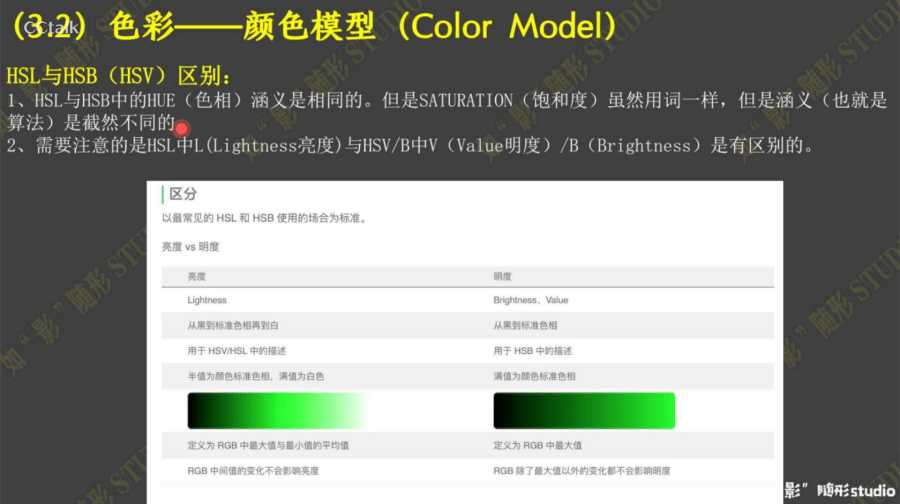 （3.2）色彩——颜色模型（Color Model）
CCtalk
HSL与HSB（HSV）区别：
1、HSL与HSB中的HUE（色相）涵义是相同的。但是SATURATION（饱和度）虽然用词一样，但是涵义（也就是
算法）是截然不同的
2、需要注意的是HSL中L(Lightness亮度)与HSV/B中V（Value明度）/B（Brightness）是有区别的。
区分
以最常见的 HSL 和 HSB 使用的场合为标准。
亮度 vs 明度
亮度 明度
Lightness Brightness、Value
从黑到标准色相再到白 从黑到标准色相
用于 HSV/HSL 中的描述 用于 HSB 中的描述
半值为颜色标准色相，满值为白色 满值为颜色标准色相
定义为 RGB 中最大值与最小值的平均值 定义为 RGB 中最大值
RGB 中间值的变化不会影响亮度 RGB 除了最大值以外的变化都不会影响明度
如“影”随形 STUDIO
影”随形studio